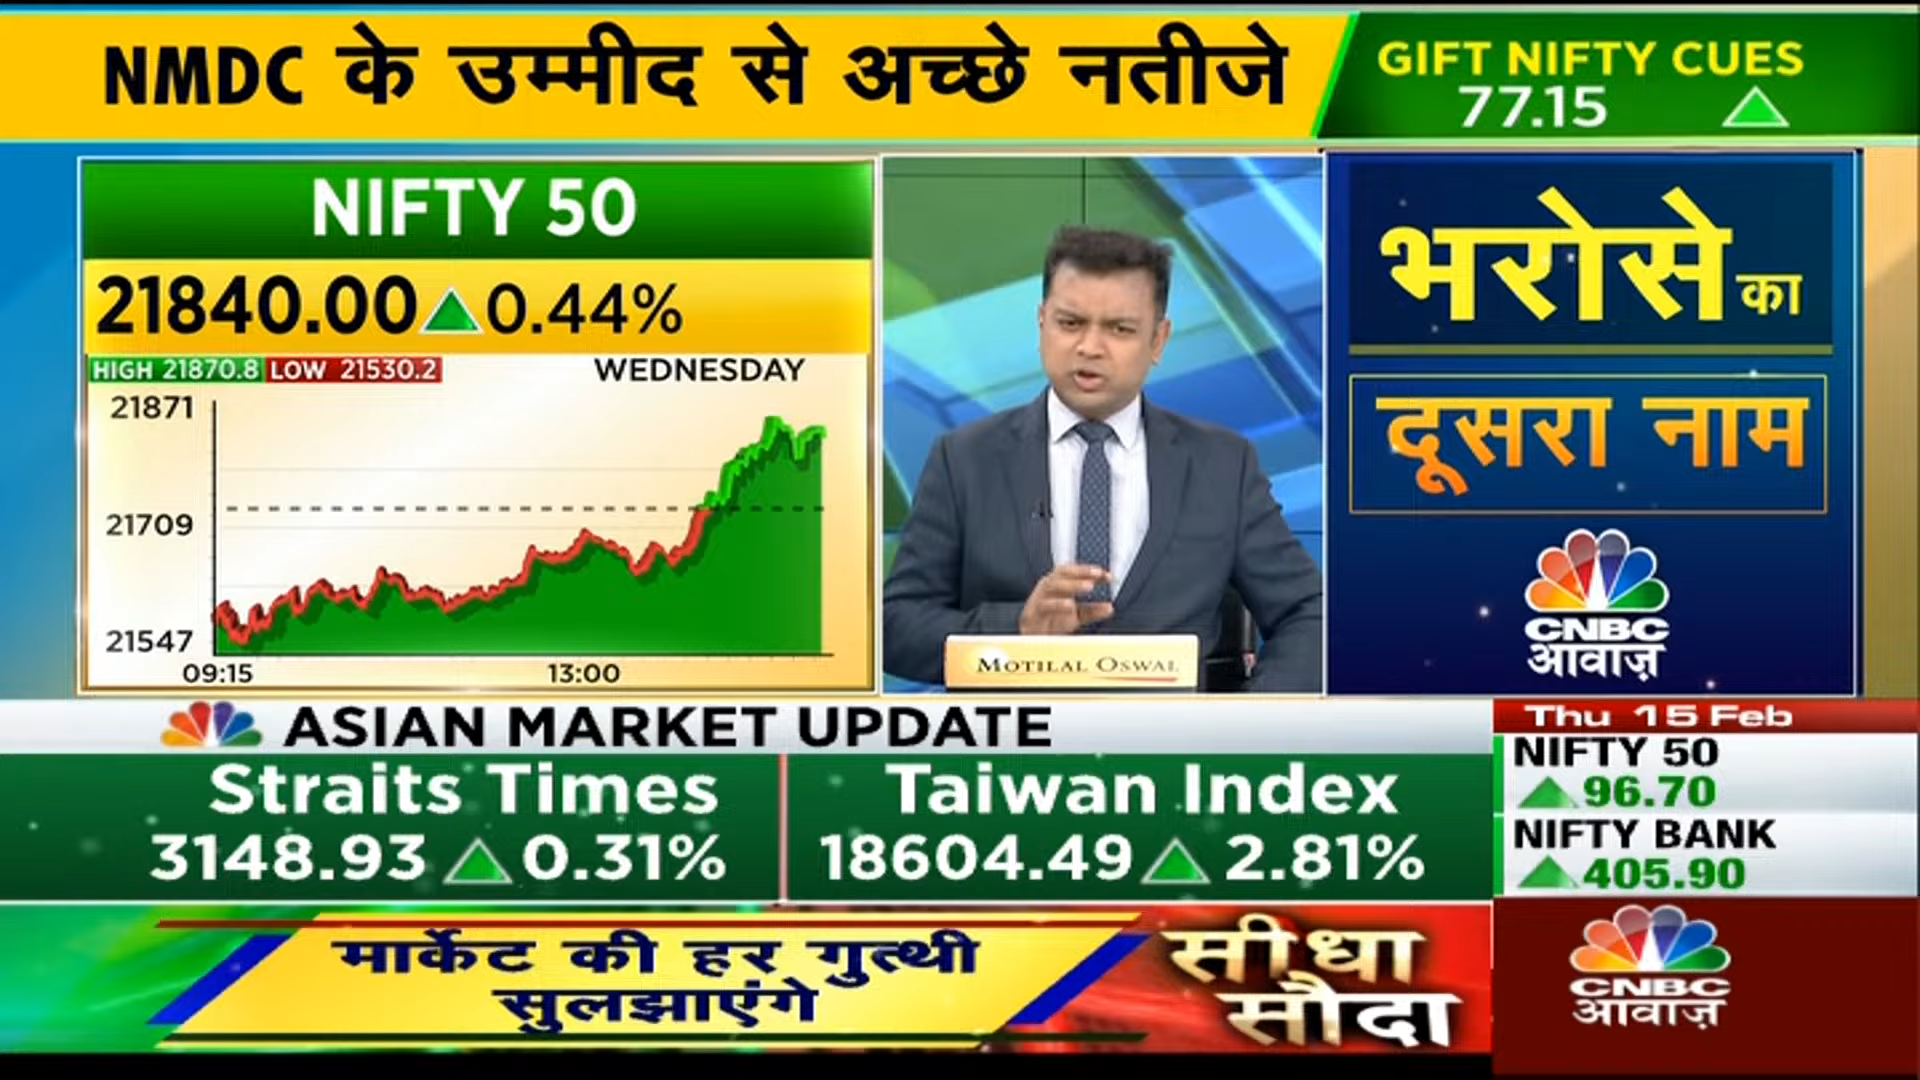 NMDC के उम्मीद से अच्छे नतीजे
GIFT NIFTY CUES
77.15
NIFTY 50
21840.00 0.44%
HIGH 21870.8 LOW 21530.2
WEDNESDAY
21871
21709
21547
09:15 13:00
MOTILAL OSWAL
भरोसे का
दूसरा नाम
CNBC
आवाज़
ASIAN MARKET UPDATE
Straits Times
3148.93 0.31%
Taiwan Index
18604.49 2.81%
Thu 15 Feb
NIFTY 50
96.70
NIFTY BANK
405.90
मार्केट की हर गुत्थी
सुलझाएंगे
सीधा
सौदा
CNBC
आवाज़